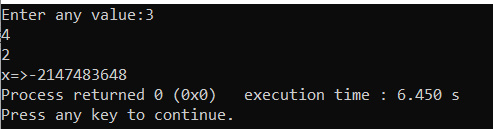 Enter any value:3
4
2
x=>-2147483648
Process returned 0 (0x0)   execution time : 6.450 s
Press any key to continue.